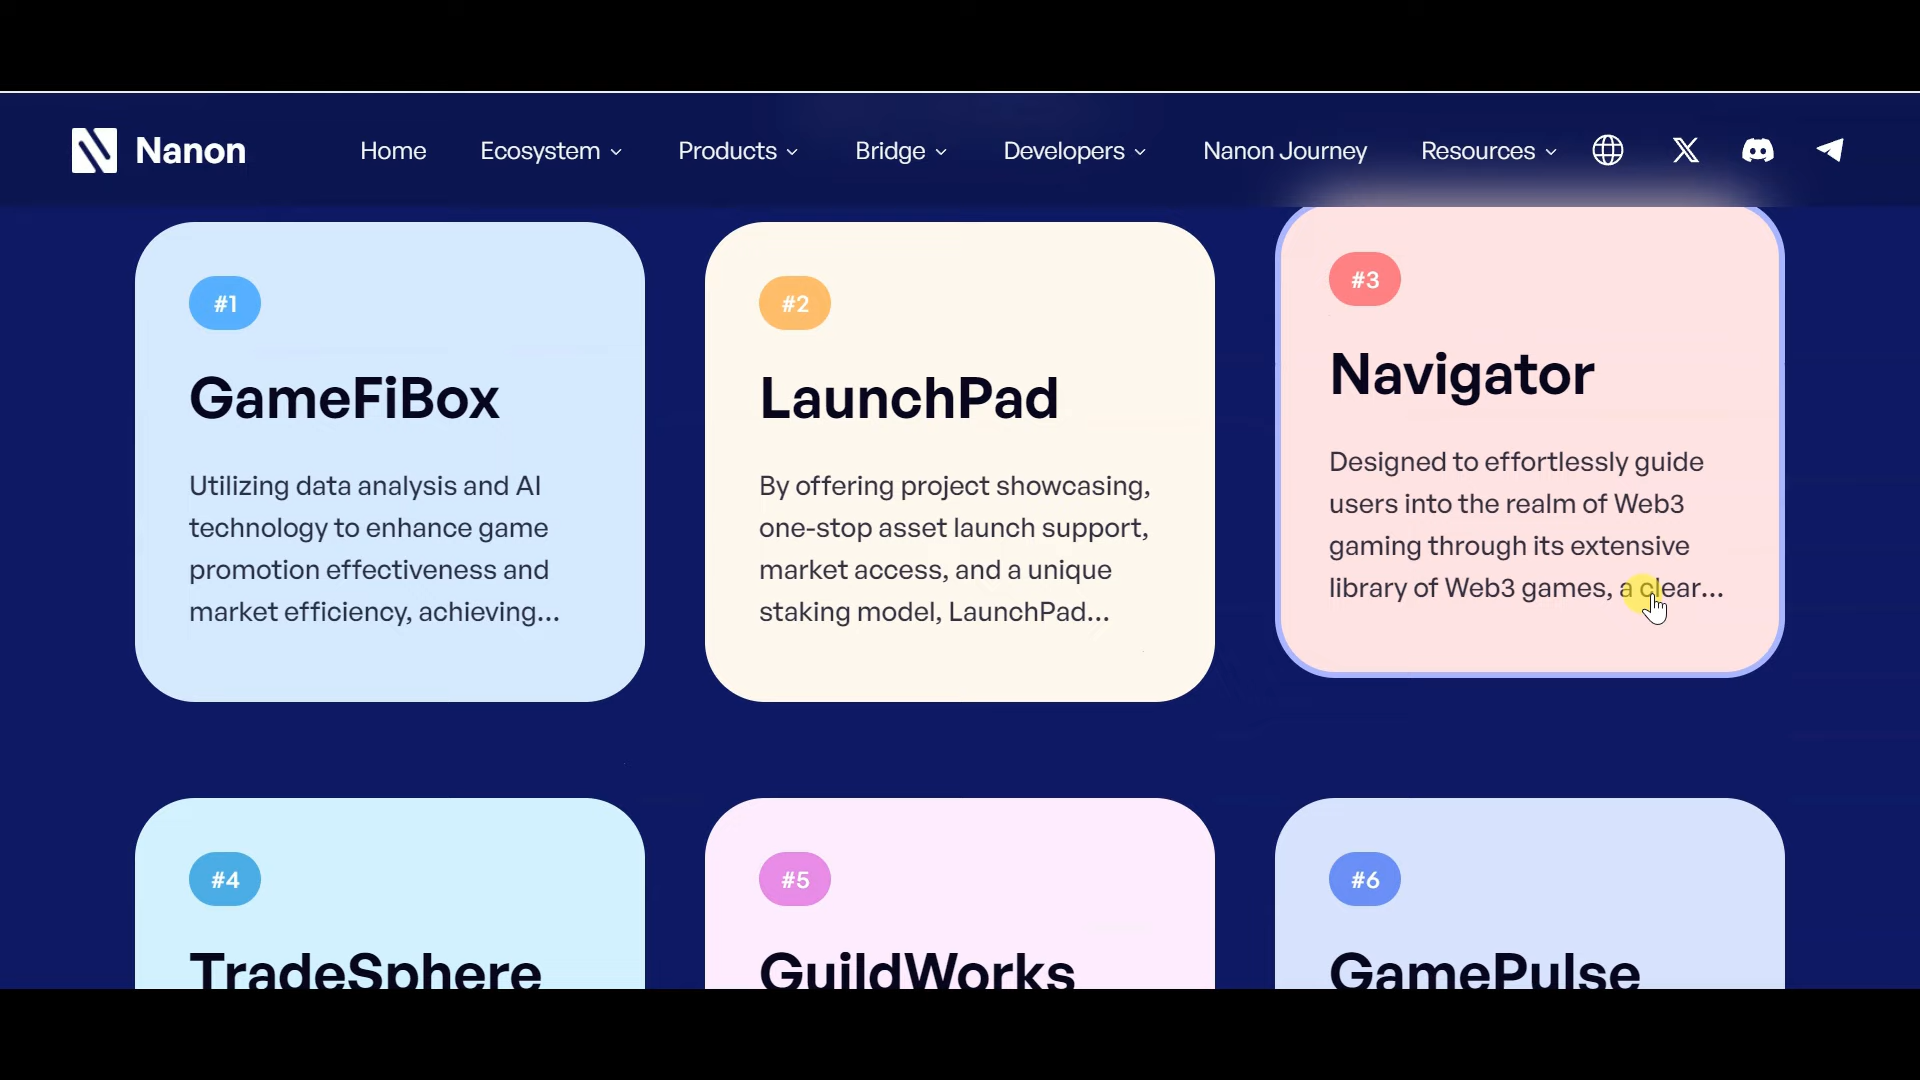 Nanon
Home
Ecosystem
Products
Bridge
Developers
Nanon Journey
Resources
#1
GameFiBox
Utilizing data analysis and AI
technology to enhance game
promotion effectiveness and
market efficiency, achieving...
#2
LaunchPad
By offering project showcasing,
one-stop asset launch support,
market access, and a unique
staking model, LaunchPad...
#3
Navigator
Designed to effortlessly guide
users into the realm of Web3
gaming through its extensive
library of Web3 games, a clear...
#4
TradeSphere
#5
GuildWorks
#6
GamePulse